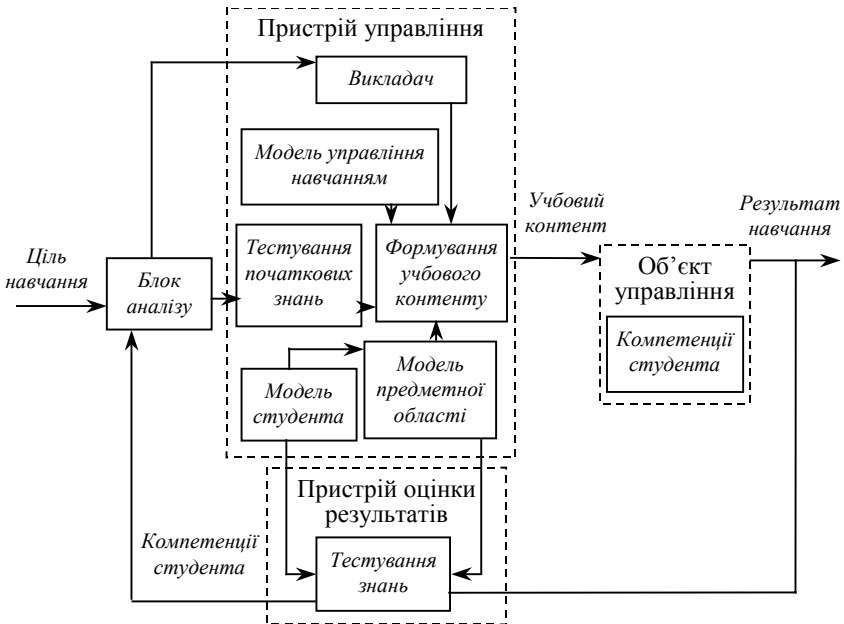 Пристрій управління
Викладач
Модель управління
навчанням
Учбовий
контент
Результат
навчання
Ціль
навчання
Блок
аналізу
Тестування
початкових
знань
Формування
учбового
контенту
Об’єкт
управління
Компетенції
студента
Модель
студента
Модель
предметної
області
Пристрій оцінки
результатів
Компетенції
студента
Тестування
знань